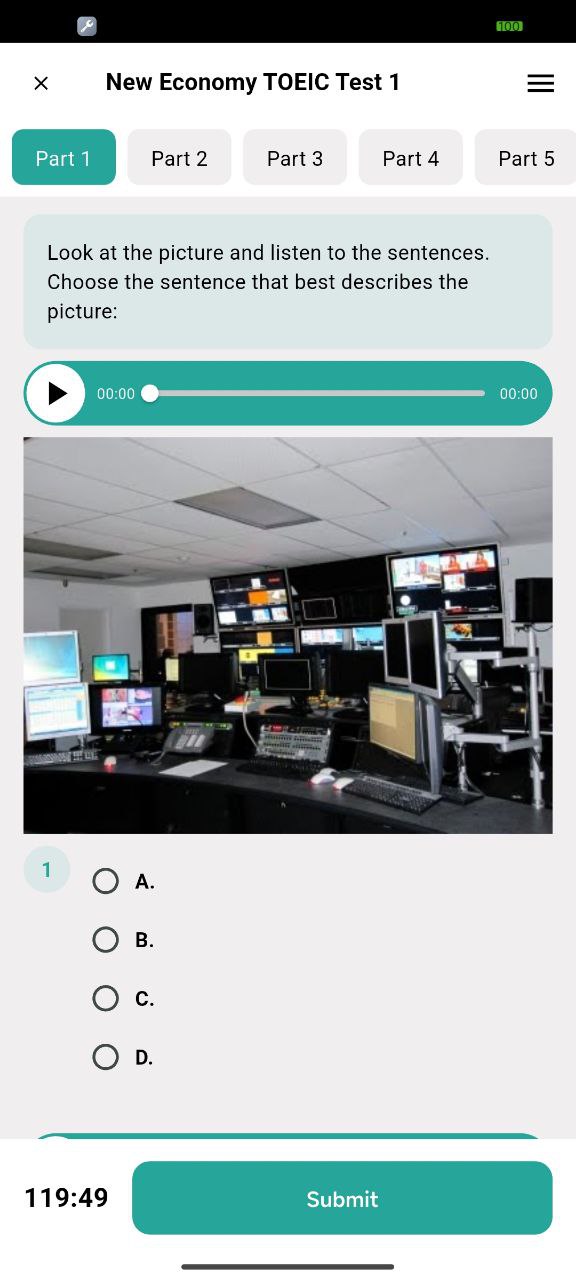 100
New Economy TOEIC Test 1
Part 1
Part 2
Part 3
Part 4
Part 5
Look at the picture and listen to the sentences.
Choose the sentence that best describes the
picture:
00:00
00:00
1
A.
B.
C.
D.
119:49
Submit